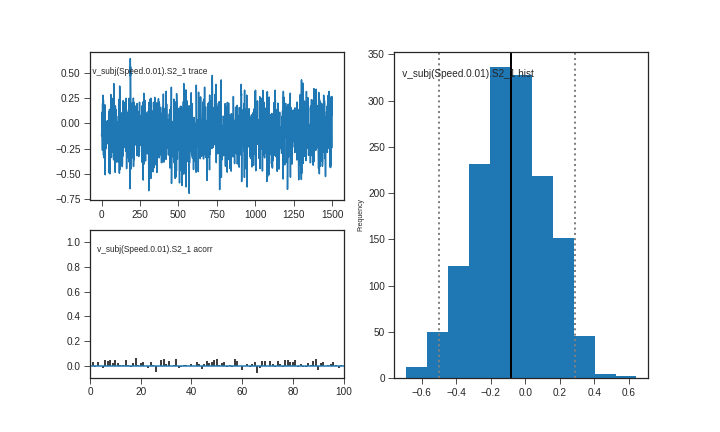 v_subj(Speed.0.01).S2_1 trace
0.50
0.25
0.00
−0.25
−0.50
−0.75
0 250 500 750 1000 1250 1500
v_subj(Speed.0.01).S2_1 acorr
1.0
0.8
0.6
0.4
0.2
0.0
0 20 40 60 80 100
v_subj(Speed.0.01).S2_1 hist
Frequency
350
300
250
200
150
100
50
0
−0.6 −0.4 −0.2 0.0 0.2 0.4 0.6